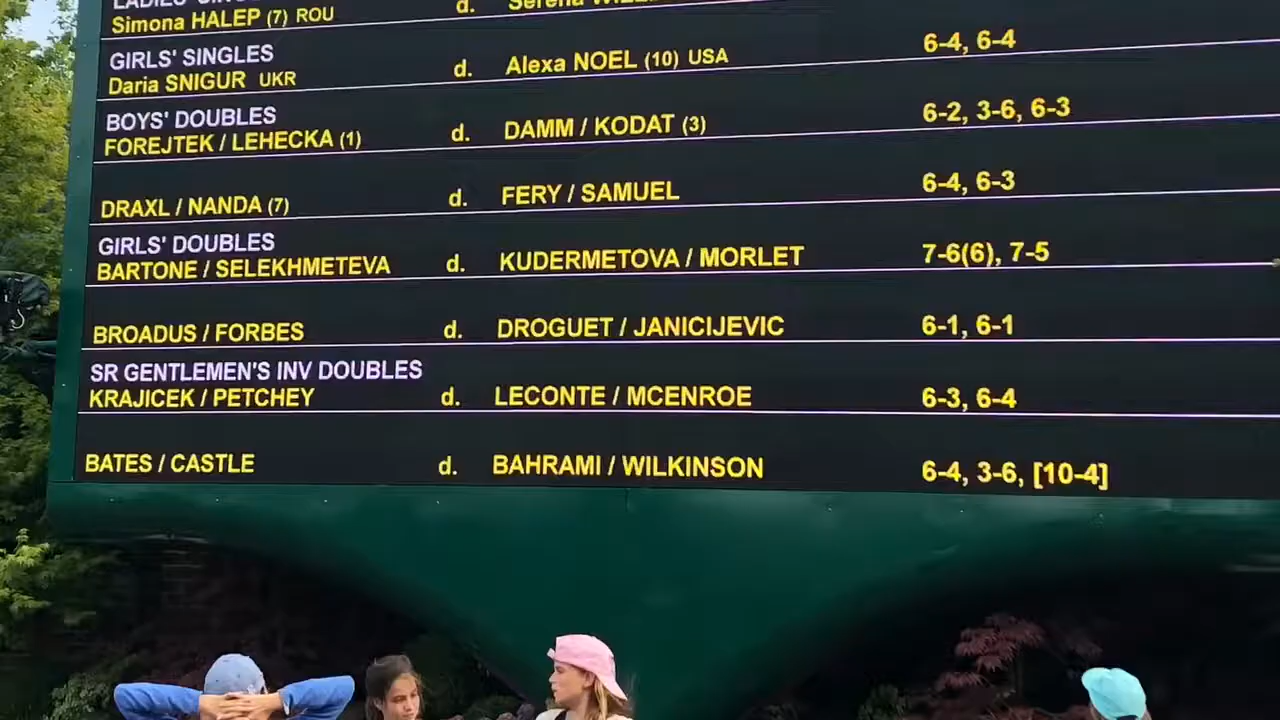 LADIES'
d. Serena
Simona HALEP (7) ROU
GIRLS' SINGLES
Daria SNIGUR UKR d. Alexa NOEL (10) USA 6-4, 6-4
BOYS' DOUBLES
FOREJTEK / LEHECKA (1) d. DAMM / KODAT (3) 6-2, 3-6, 6-3
DRAXL / NANDA (7) d. FERY / SAMUEL 6-4, 6-3
GIRLS' DOUBLES
BARTONE / SELEKHMETEVA d. KUDERMETOVA / MORLET 7-6(6), 7-5
BROADUS / FORBES d. DROGUET / JANICIJEVIC 6-1, 6-1
SR GENTLEMEN'S INV DOUBLES
KRAJICEK / PETCHEY d. LECONTE / MCENROE 6-3, 6-4
BATES / CASTLE d. BAHRAMI / WILKINSON 6-4, 3-6, [10-4]